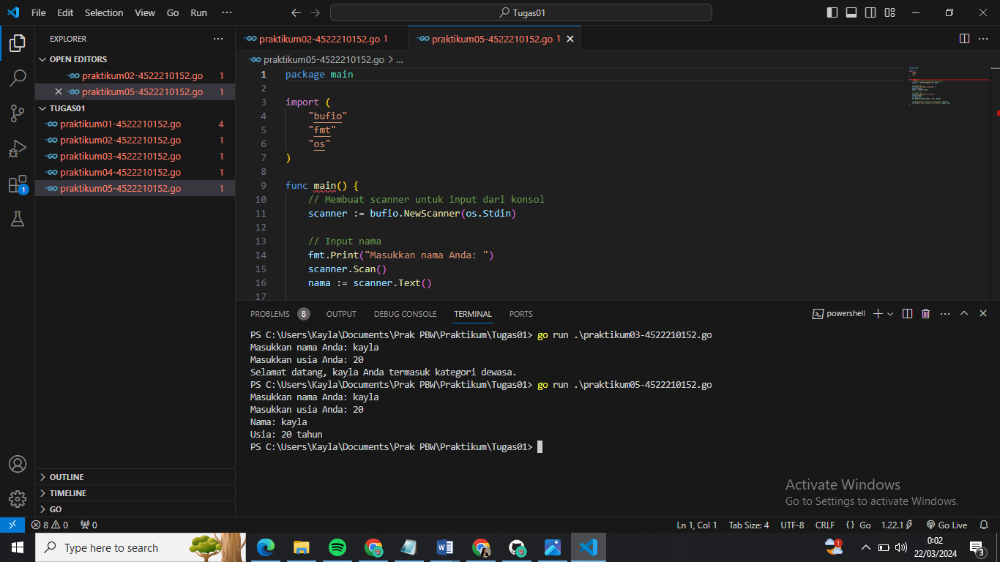 File Edit Selection View Go Run ···
Tugas01
EXPLORER
OPEN EDITORS
praktikum02-4522210152.go 1
praktikum05-4522210152.go 1
TUGAS01
praktikum01-4522210152.go 4
praktikum02-4522210152.go 1
praktikum03-4522210152.go 1
praktikum04-4522210152.go 1
praktikum05-4522210152.go 1
OUTLINE
TIMELINE
GO
praktikum02-4522210152.go 1
praktikum05-4522210152.go 1
praktikum05-4522210152.go > ...
1 package main
2
3 import (
4 "bufio"
5 "fmt"
6 "os"
7 )
8
9 func main() {
10 // Membuat scanner untuk input dari konsol
11 scanner := bufio.NewScanner(os.Stdin)
12
13 // Input nama
14 fmt.Print("Masukkan nama Anda: ")
15 scanner.Scan()
16 nama := scanner.Text()
17
PROBLEMS 8 OUTPUT DEBUG CONSOLE TERMINAL PORTS
powershell
PS C:\Users\Kayla\Documents\Prak PBW\Praktikum\Tugas01> go run .\praktikum03-4522210152.go
Masukkan nama Anda: kayla
Masukkan usia Anda: 20
Selamat datang, kayla Anda termasuk kategori dewasa.
PS C:\Users\Kayla\Documents\Prak PBW\Praktikum\Tugas01> go run .\praktikum05-4522210152.go
Masukkan nama Anda: kayla
Masukkan usia Anda: 20
Nama: kayla
Usia: 20 tahun
PS C:\Users\Kayla\Documents\Prak PBW\Praktikum\Tugas01>
Activate Windows
Go to Settings to activate Windows.
8 0 0
Ln 1, Col 1 Tab Size: 4 UTF-8 CRLF {} Go 1.22.1 Go Live
Type here to search
0:02
22/03/2024
3